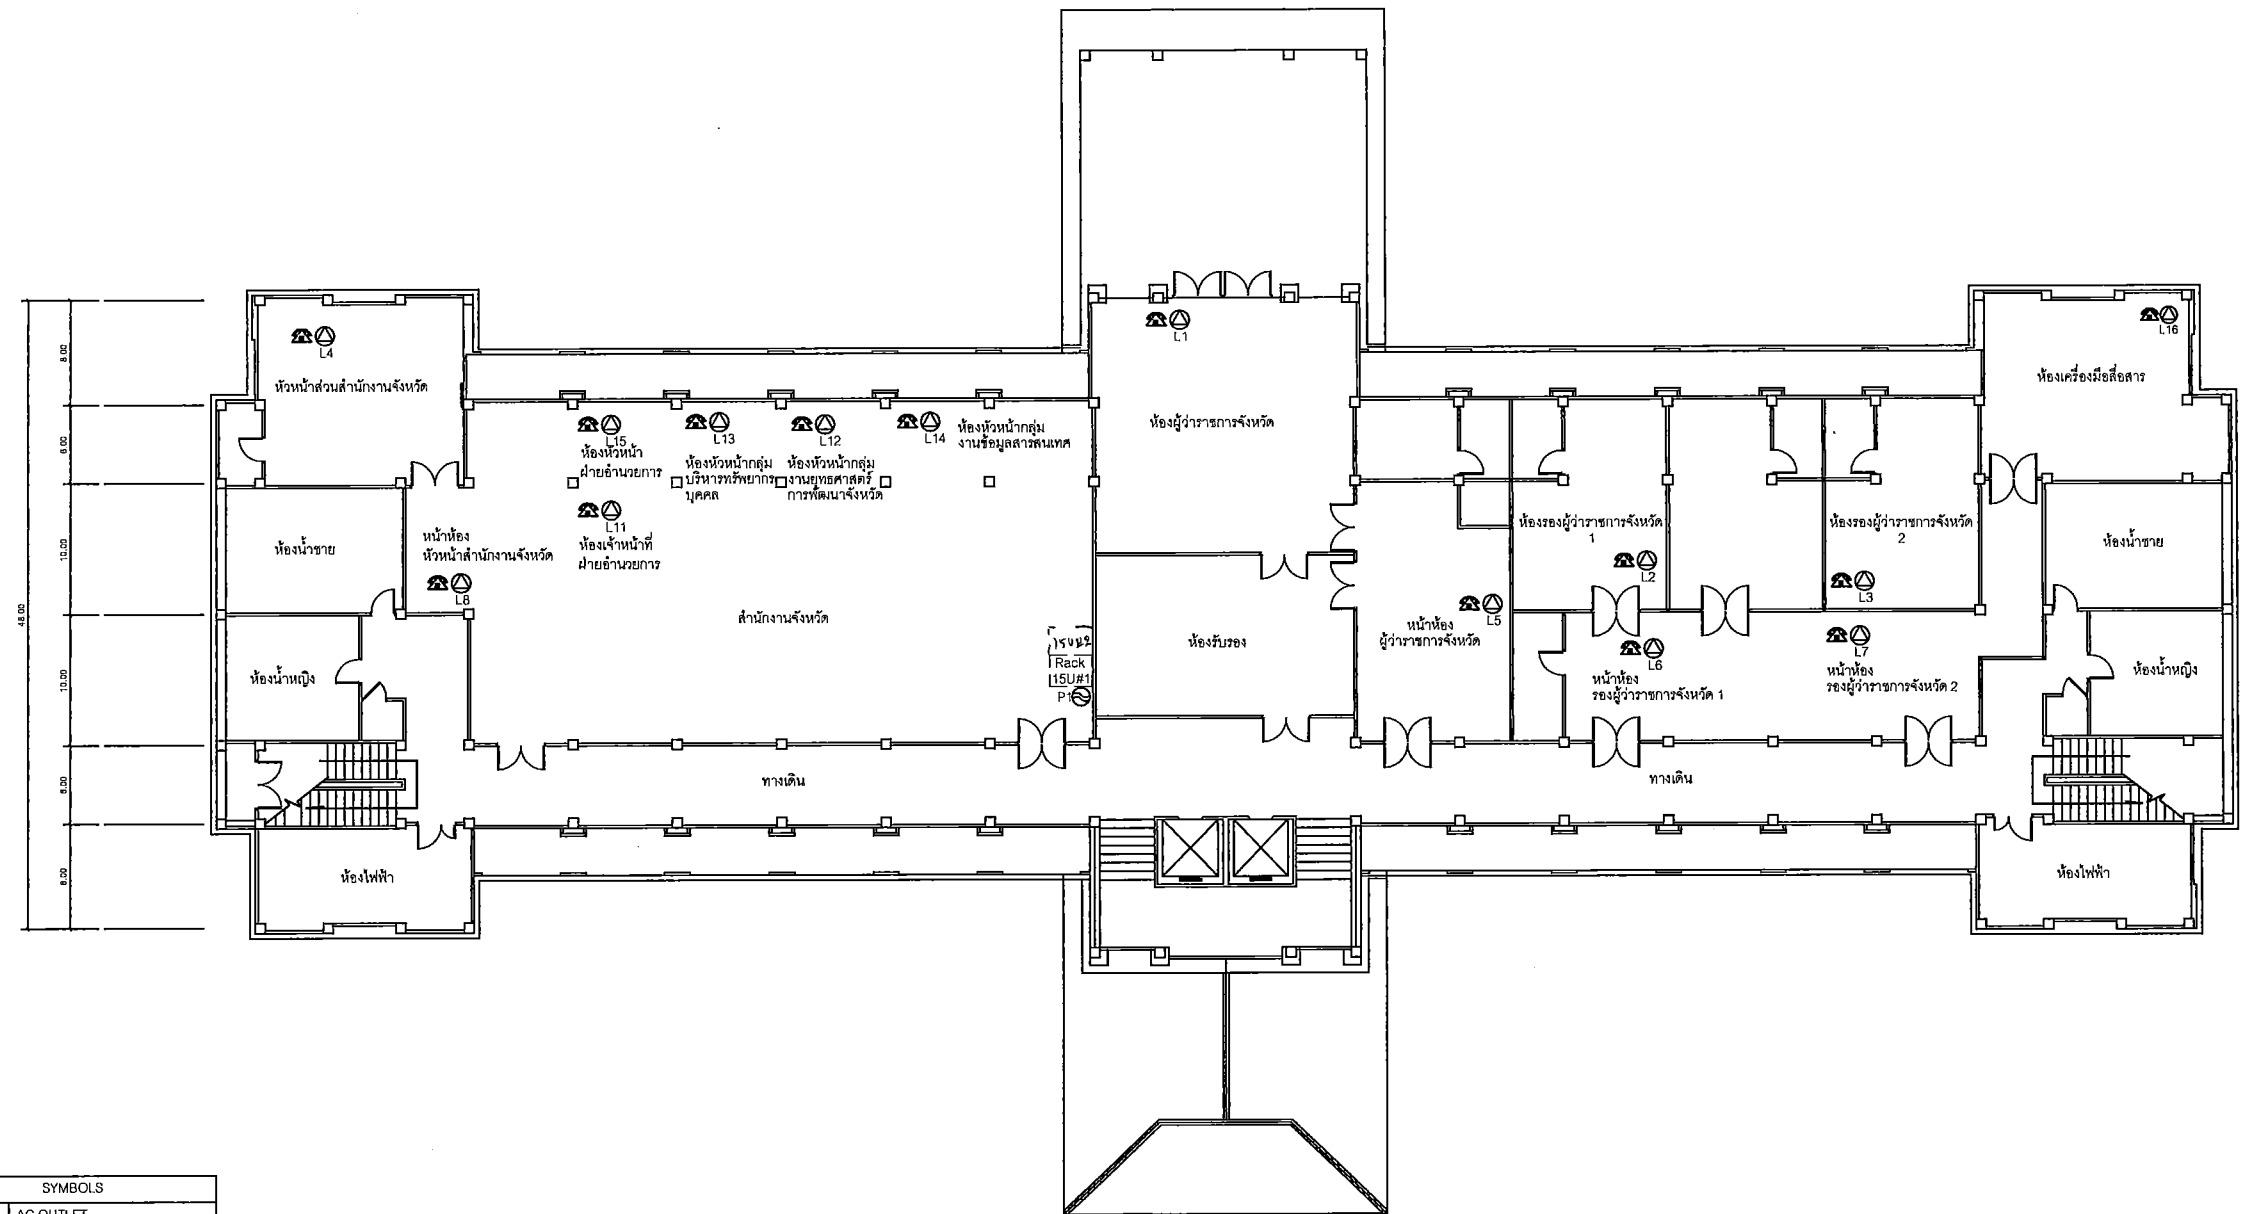 L1
L4
L16
หัวหน้าส่วนสำนักงานจังหวัด
ห้องเครื่องมือสื่อสาร
L15
ห้องหัวหน้า
ฝ่ายอำนวยการ
L13
ห้องหัวหน้ากลุ่ม
บริหารทรัพยากร
บุคคล
L12
ห้องหัวหน้ากลุ่ม
งานยุทธศาสตร์
การพัฒนาจังหวัด
L14
ห้องหัวหน้ากลุ่ม
งานข้อมูลสารสนเทศ
ห้องผู้ว่าราชการจังหวัด
L11
ห้องเจ้าหน้าที่
ฝ่ายอำนวยการ
หน้าห้อง
หัวหน้าสำนักงานจังหวัด
L8
ห้องน้ำชาย
ห้องรองผู้ว่าราชการจังหวัด
1
L2
ห้องรองผู้ว่าราชการจังหวัด
2
L3
ห้องน้ำชาย
สำนักงานจังหวัด
L5
หน้าห้อง
ผู้ว่าราชการจังหวัด
ห้องรับรอง
Rack
15U#1
P1
L6
หน้าห้อง
รองผู้ว่าราชการจังหวัด 1
L7
หน้าห้อง
รองผู้ว่าราชการจังหวัด 2
ห้องน้ำหญิง
ห้องน้ำหญิง
ทางเดิน
ทางเดิน
ห้องไฟฟ้า
ห้องไฟฟ้า
8.00
6.00
10.00
48.00
10.00
6.00
8.00
SYMBOLS
AC OUTLET